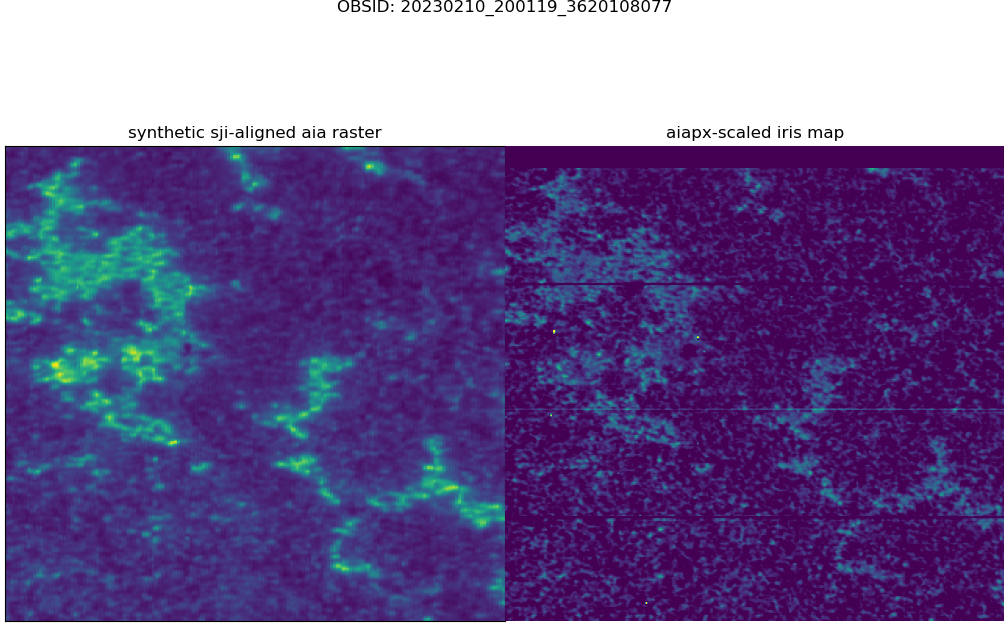 OBSID: 20230210_200119_3620108077
synthetic sji-aligned aia raster
aiapx-scaled iris map